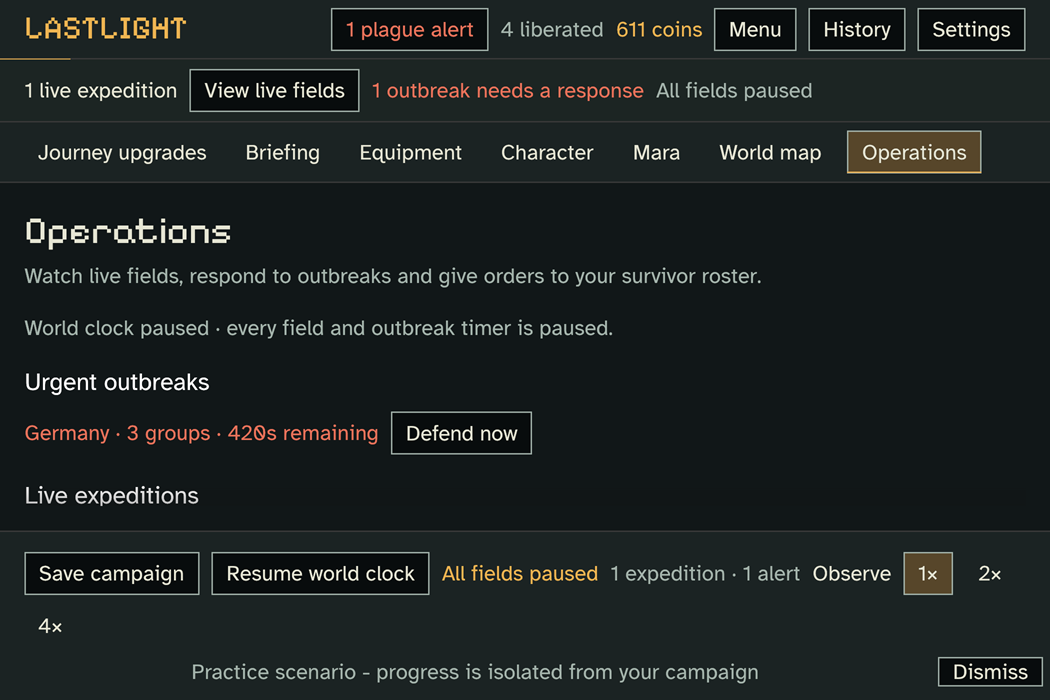 LASTLIGHT 1 plague alert 4 liberated 611 coins Menu History Settings
1 live expedition View live fields 1 outbreak needs a response All fields paused
Journey upgrades Briefing Equipment Character Mara World map Operations
Operations
Watch live fields, respond to outbreaks and give orders to your survivor roster.
World clock paused · every field and outbreak timer is paused.
Urgent outbreaks
Germany · 3 groups · 420s remaining Defend now
Live expeditions
Save campaign Resume world clock All fields paused 1 expedition · 1 alert Observe 1× 2×
4×
Practice scenario - progress is isolated from your campaign Dismiss